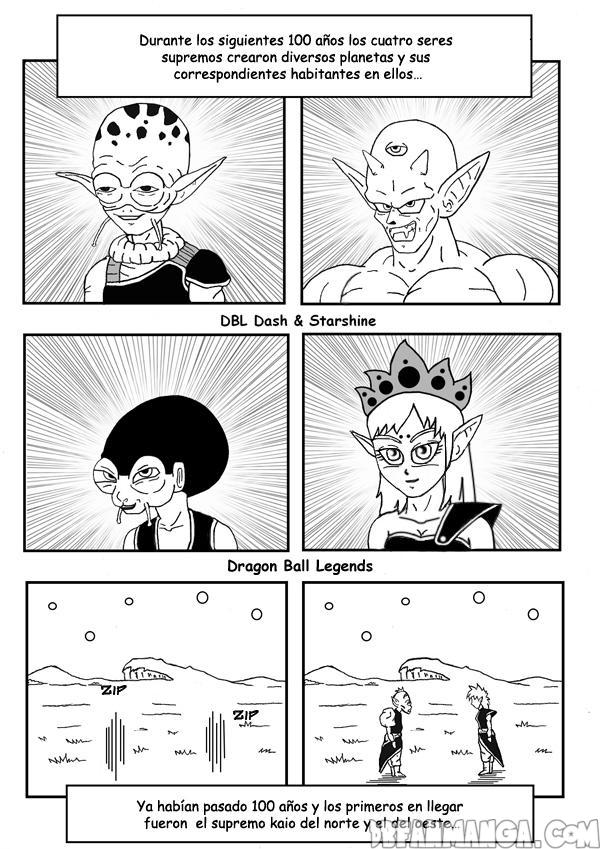 Durante los siguientes 100 años los cuatro seres
supremos crearon diversos planetas y sus
correspondientes habitantes en ellos...
DBL Dash & Starshine
Dragon Ball Legends
ZIP
ZIP
Ya habían pasado 100 años y los primeros en llegar
fueron el supremo kaio del norte y el del oeste...
DREAMMANGA.COM